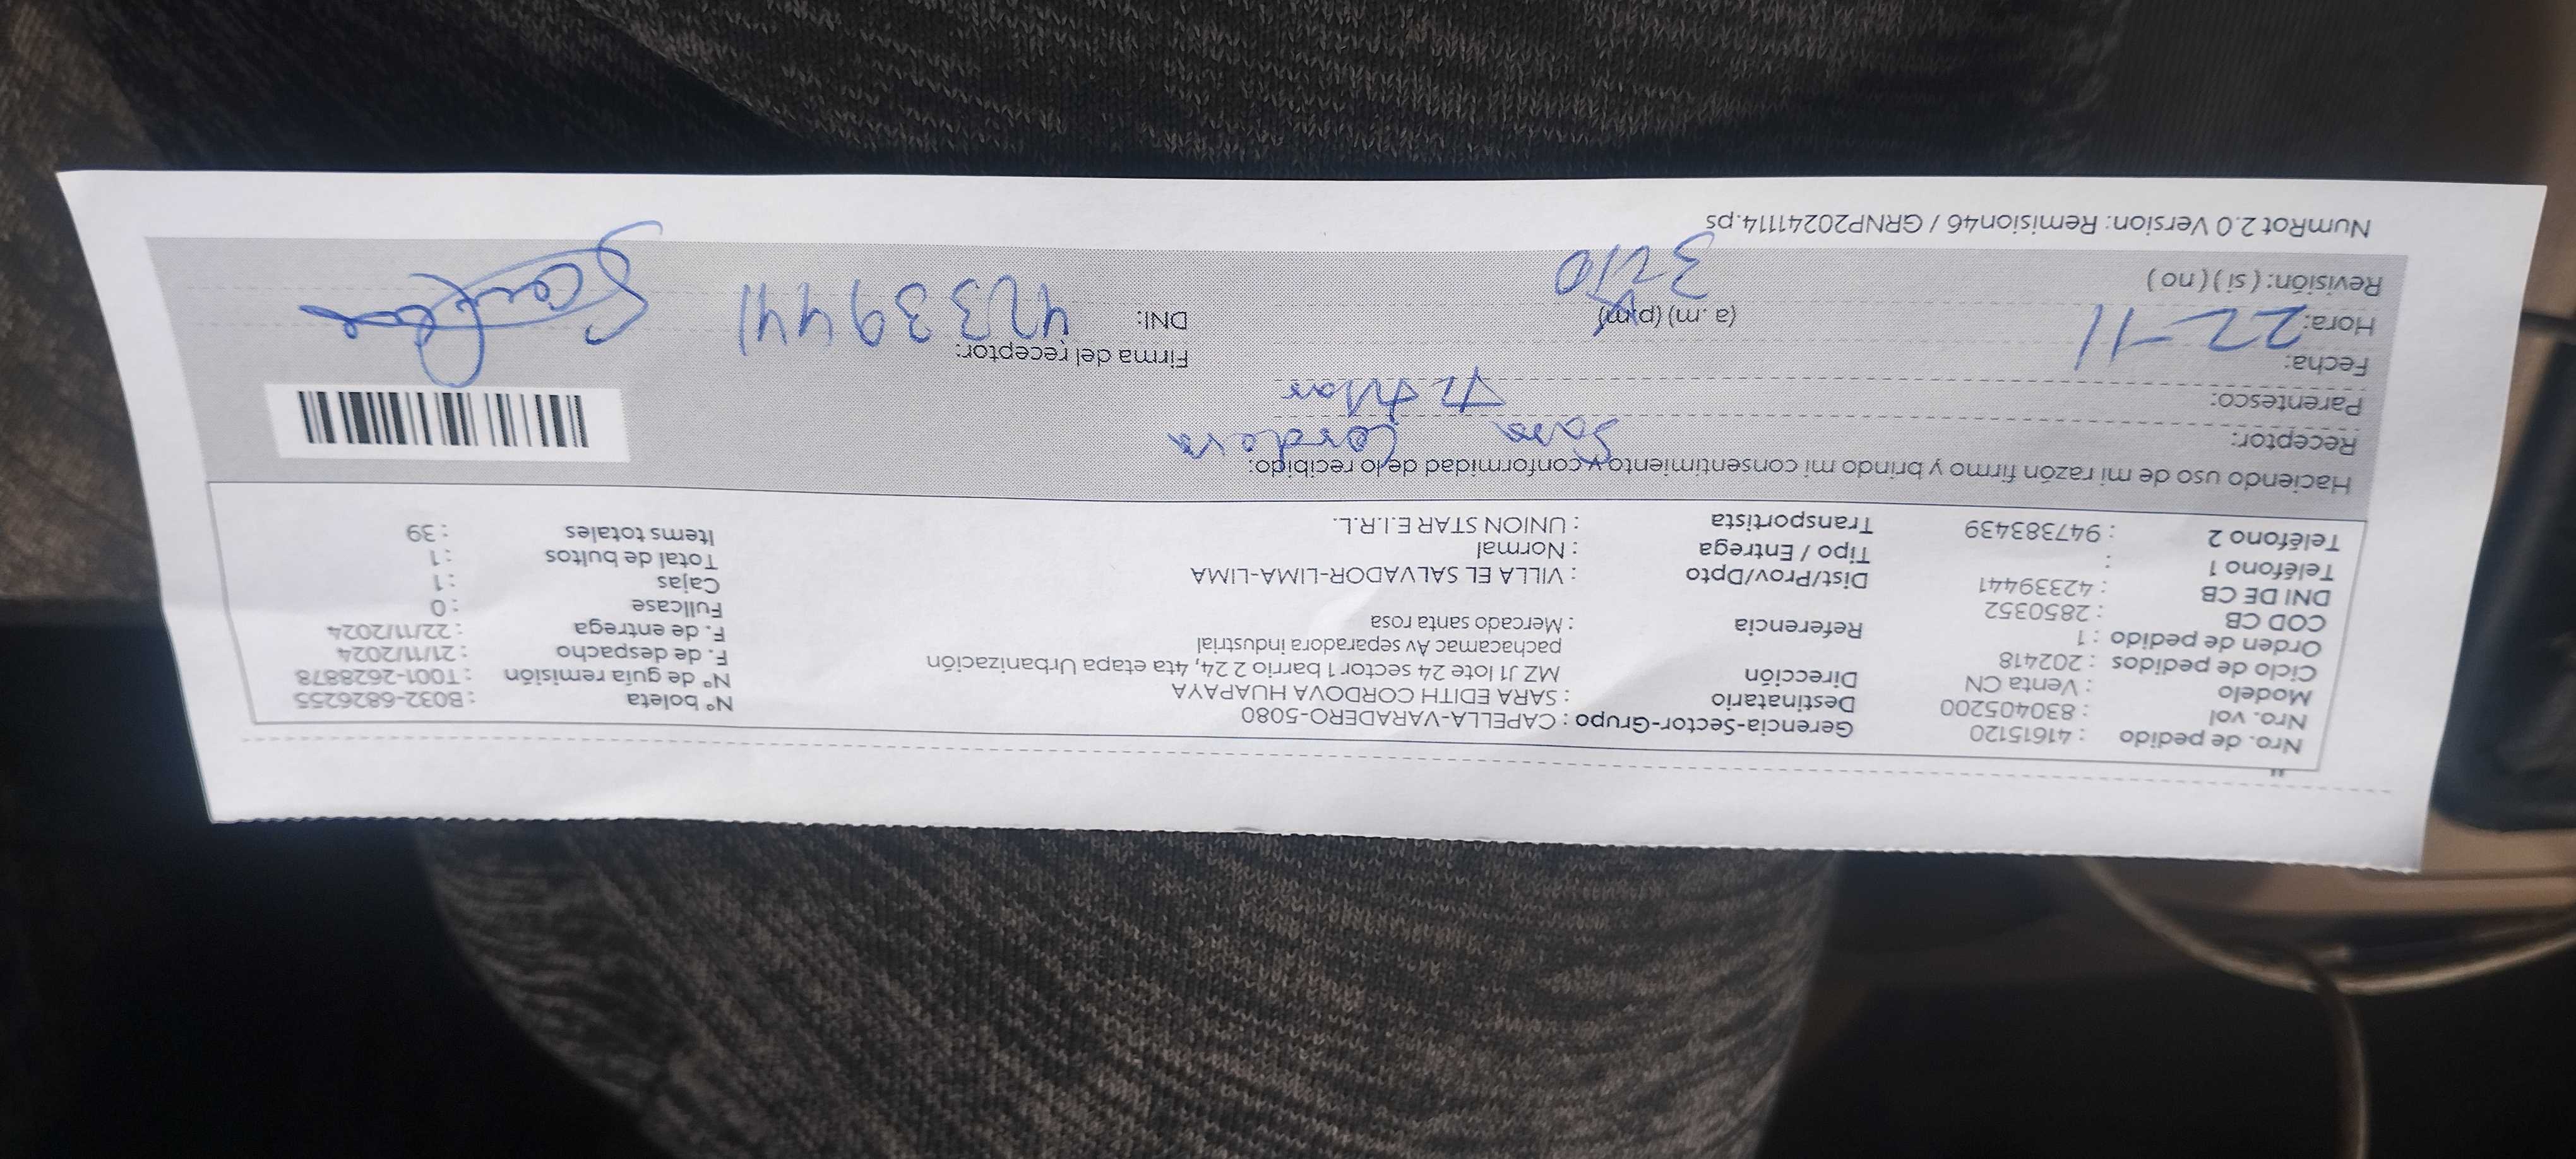 Nro. de pedido : 41615120 Gerencia-Sector-Grupo : CAPELLA-VARADERO-5080 N° boleta : B032-6826255
Nro. vol : 830405200 Destinatario : SARA EDITH CORDOVA HUAPAYA N° de guía remisión : T001-2628878
Modelo : Venta CN Dirección MZ J1 lote 24 sector 1 barrio 2 24, 4ta etapa Urbanización F. de despacho : 21/11/2024
Ciclo de pedidos : 202418 pachacamac Av separadora industrial F. de entrega : 22/11/2024
Orden de pedido : 1 Referencia : Mercado santa rosa Fullcase : 0
COD CB : 2850352 Dist/Prov/Dpto : VILLA EL SALVADOR-LIMA-LIMA Cajas : 1
DNI DE CB : 42339441 Tipo / Entrega : Normal Total de bultos : 1
Teléfono 1 : Transportista : UNION STAR E.I.R.L. Items totales : 39
Teléfono 2 : 947383439
Haciendo uso de mi razón firmo y brindo mi consentimiento y conformidad de lo recibido:
Receptor: Sara Cordova
Parentesco: Titular
Fecha: 22-11 Firma del receptor:
Hora: (a.m) (p.m) DNI: 42339441
Revisión: ( si ) ( no )
NumRot 2.0 Version: Remision46 / GRNP20241114.ps